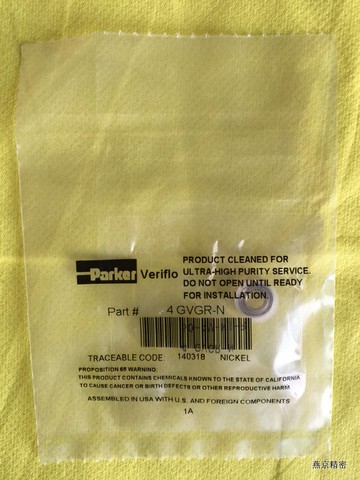 PRODUCT CLEANED FOR
Parker Veriflo ULTRA-HIGH PURITY SERVICE.
DO NOT OPEN UNTIL READY
FOR INSTALLATION.
Part # 4 GVGR-N
TRACEABLE CODE: 140318 NICKEL
PROPOSITION 65 WARNING:
THIS PRODUCT CONTAINS CHEMICALS KNOWN TO THE STATE OF CALIFORNIA
TO CAUSE CANCER OR BIRTH DEFECTS OR OTHER REPRODUCTIVE HARM.
ASSEMBLED IN USA WITH U.S. AND FOREIGN COMPONENTS
1A
燕京精密